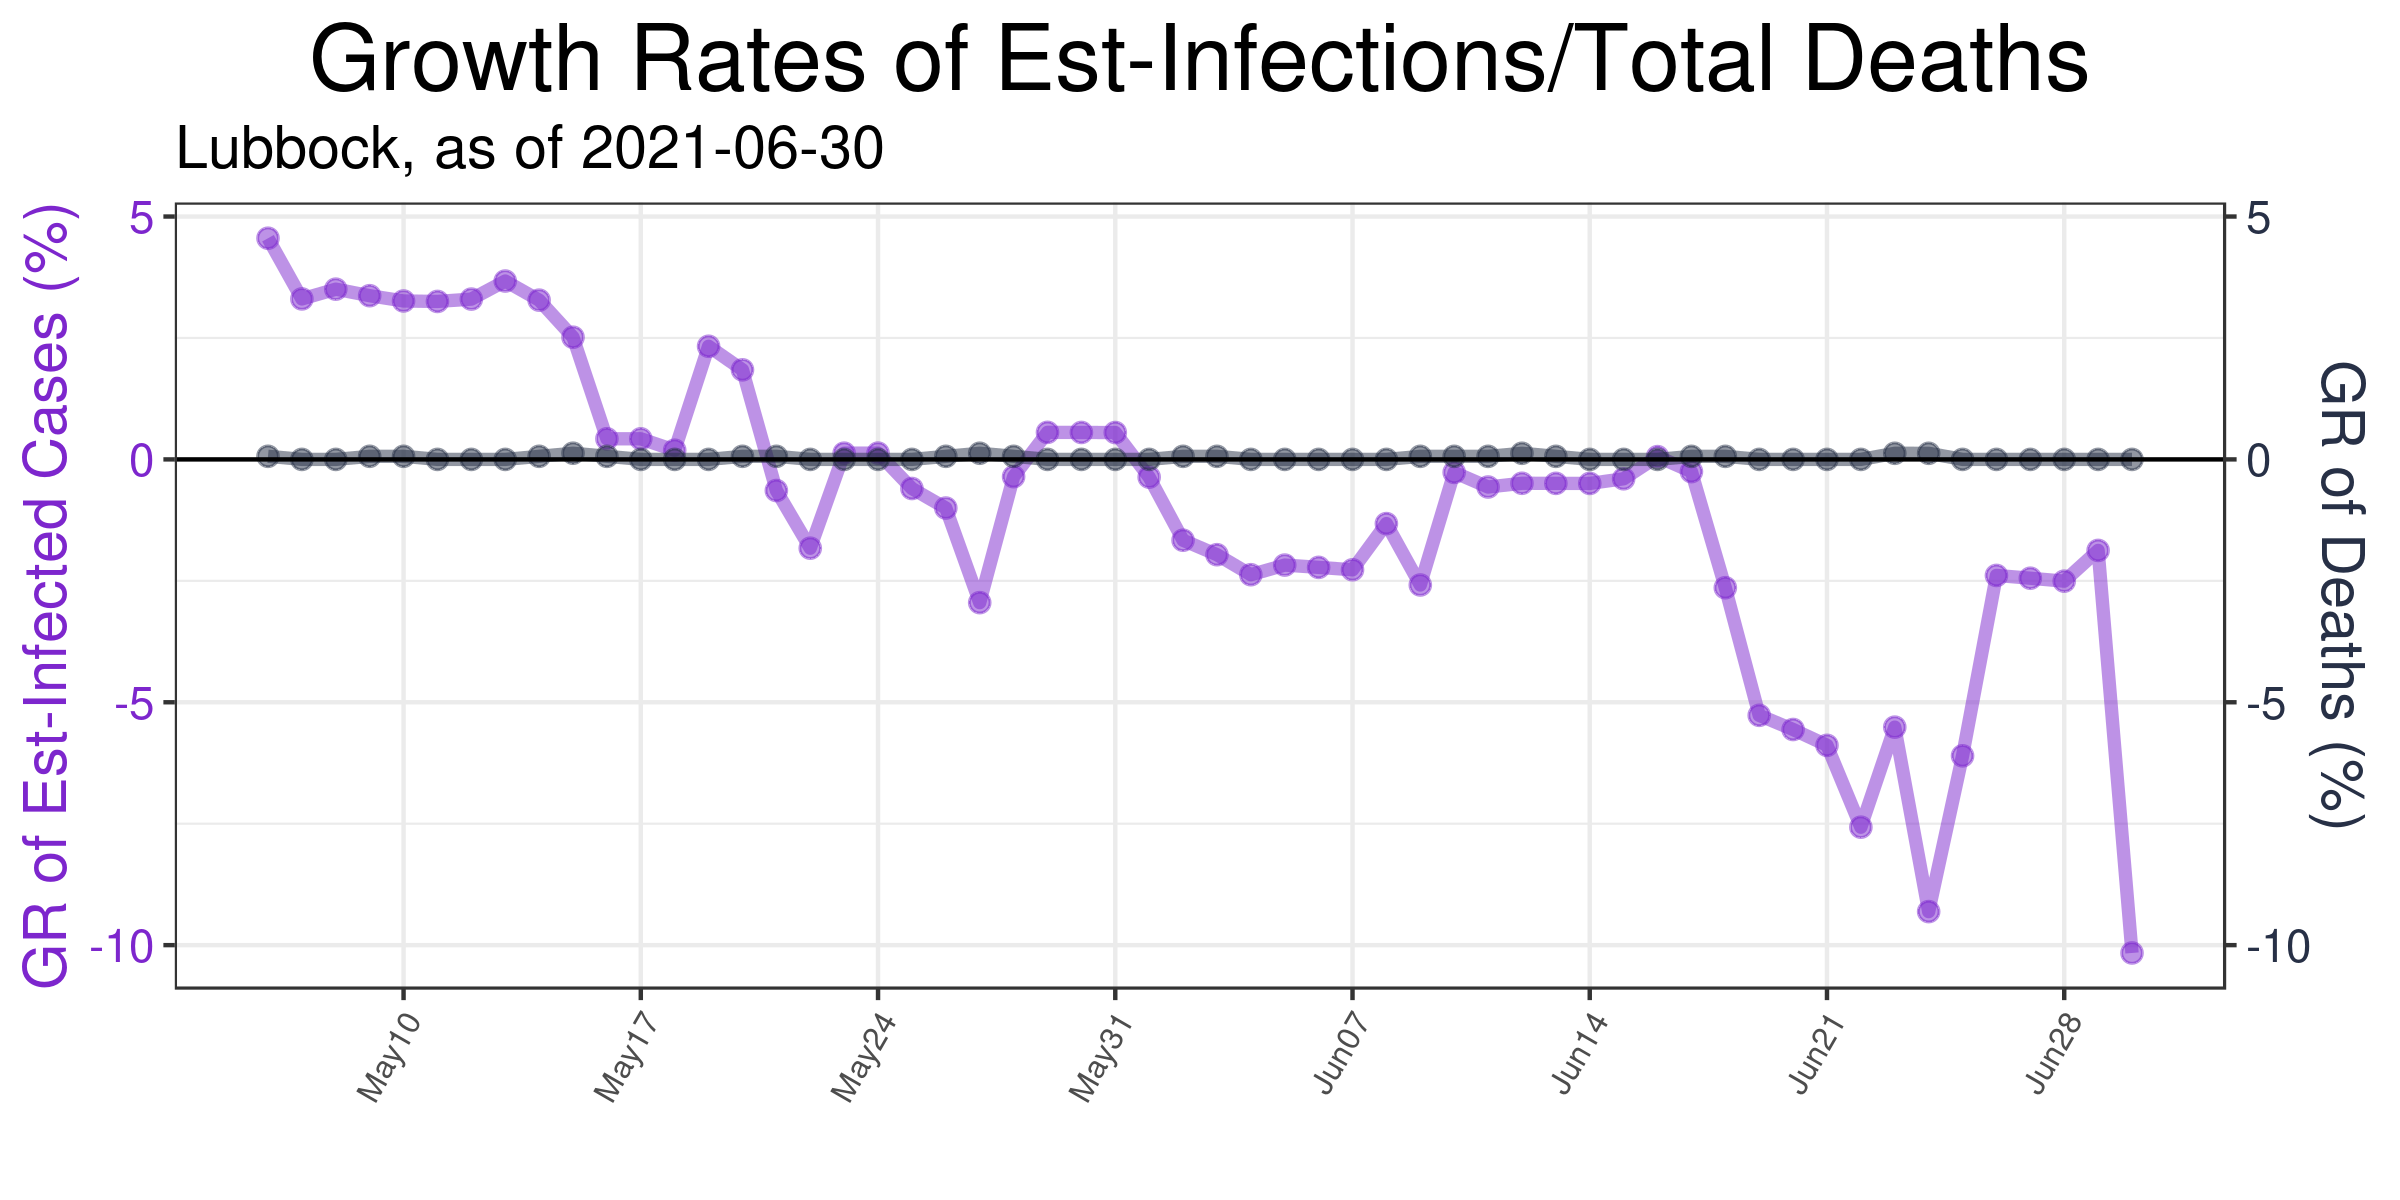 Growth Rates of Est-Infections/Total Deaths
Lubbock, as of 2021-06-30
GR of Est-Infected Cases (%)
5
0
-5
-10
5
0
-5
-10
GR of Deaths (%)
May10
May17
May24
May31
Jun07
Jun14
Jun21
Jun28